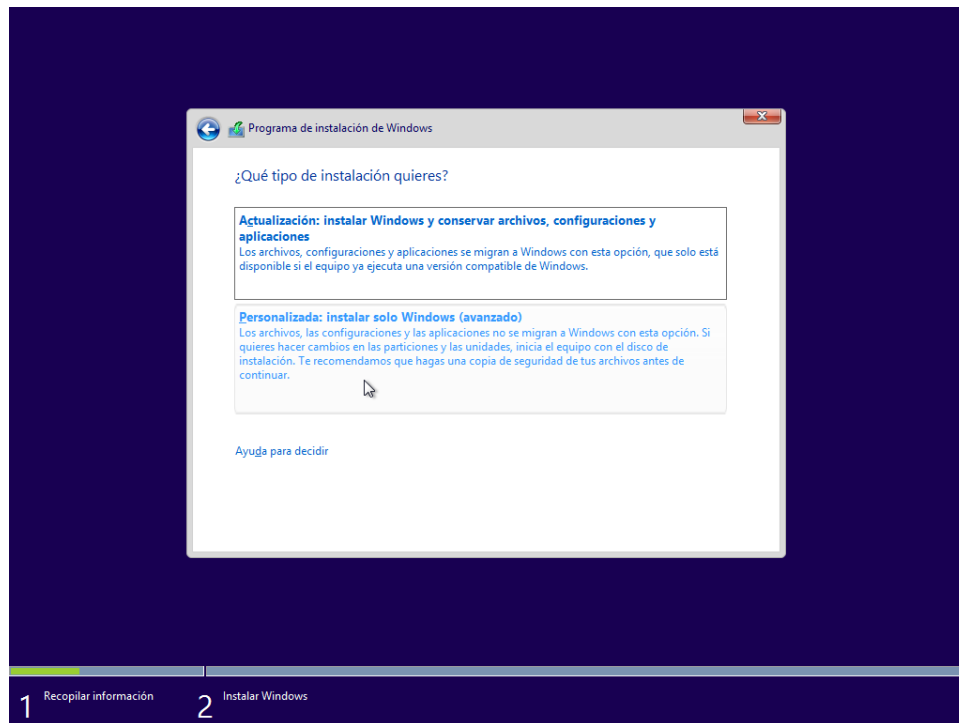 Programa de instalación de Windows
¿Qué tipo de instalación quieres?
Actualización: instalar Windows y conservar archivos, configuraciones y
aplicaciones
Los archivos, configuraciones y aplicaciones se migran a Windows con esta opción, que solo está
disponible si el equipo ya ejecuta una versión compatible de Windows.
Personalizada: instalar solo Windows (avanzado)
Los archivos, las configuraciones y las aplicaciones no se migran a Windows con esta opción. Si
quieres hacer cambios en las particiones y las unidades, inicia el equipo con el disco de
instalación. Te recomendamos que hagas una copia de seguridad de tus archivos antes de
continuar.
Ayuda para decidir
1 Recopilar información
2 Instalar Windows